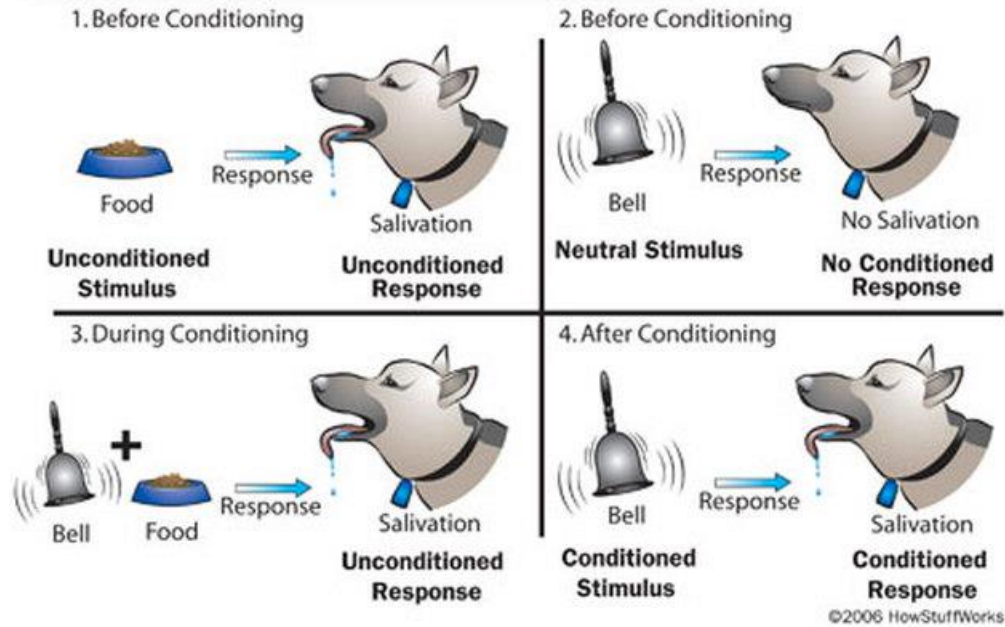 1. Before Conditioning
Food
Response
Salivation
Unconditioned
Stimulus
Unconditioned
Response
2. Before Conditioning
Bell
Response
No Salivation
Neutral Stimulus
No Conditioned
Response
3. During Conditioning
+
Bell
Food
Response
Salivation
Unconditioned
Response
4. After Conditioning
Bell
Response
Salivation
Conditioned
Stimulus
Conditioned
Response
©2006 HowStuffWorks